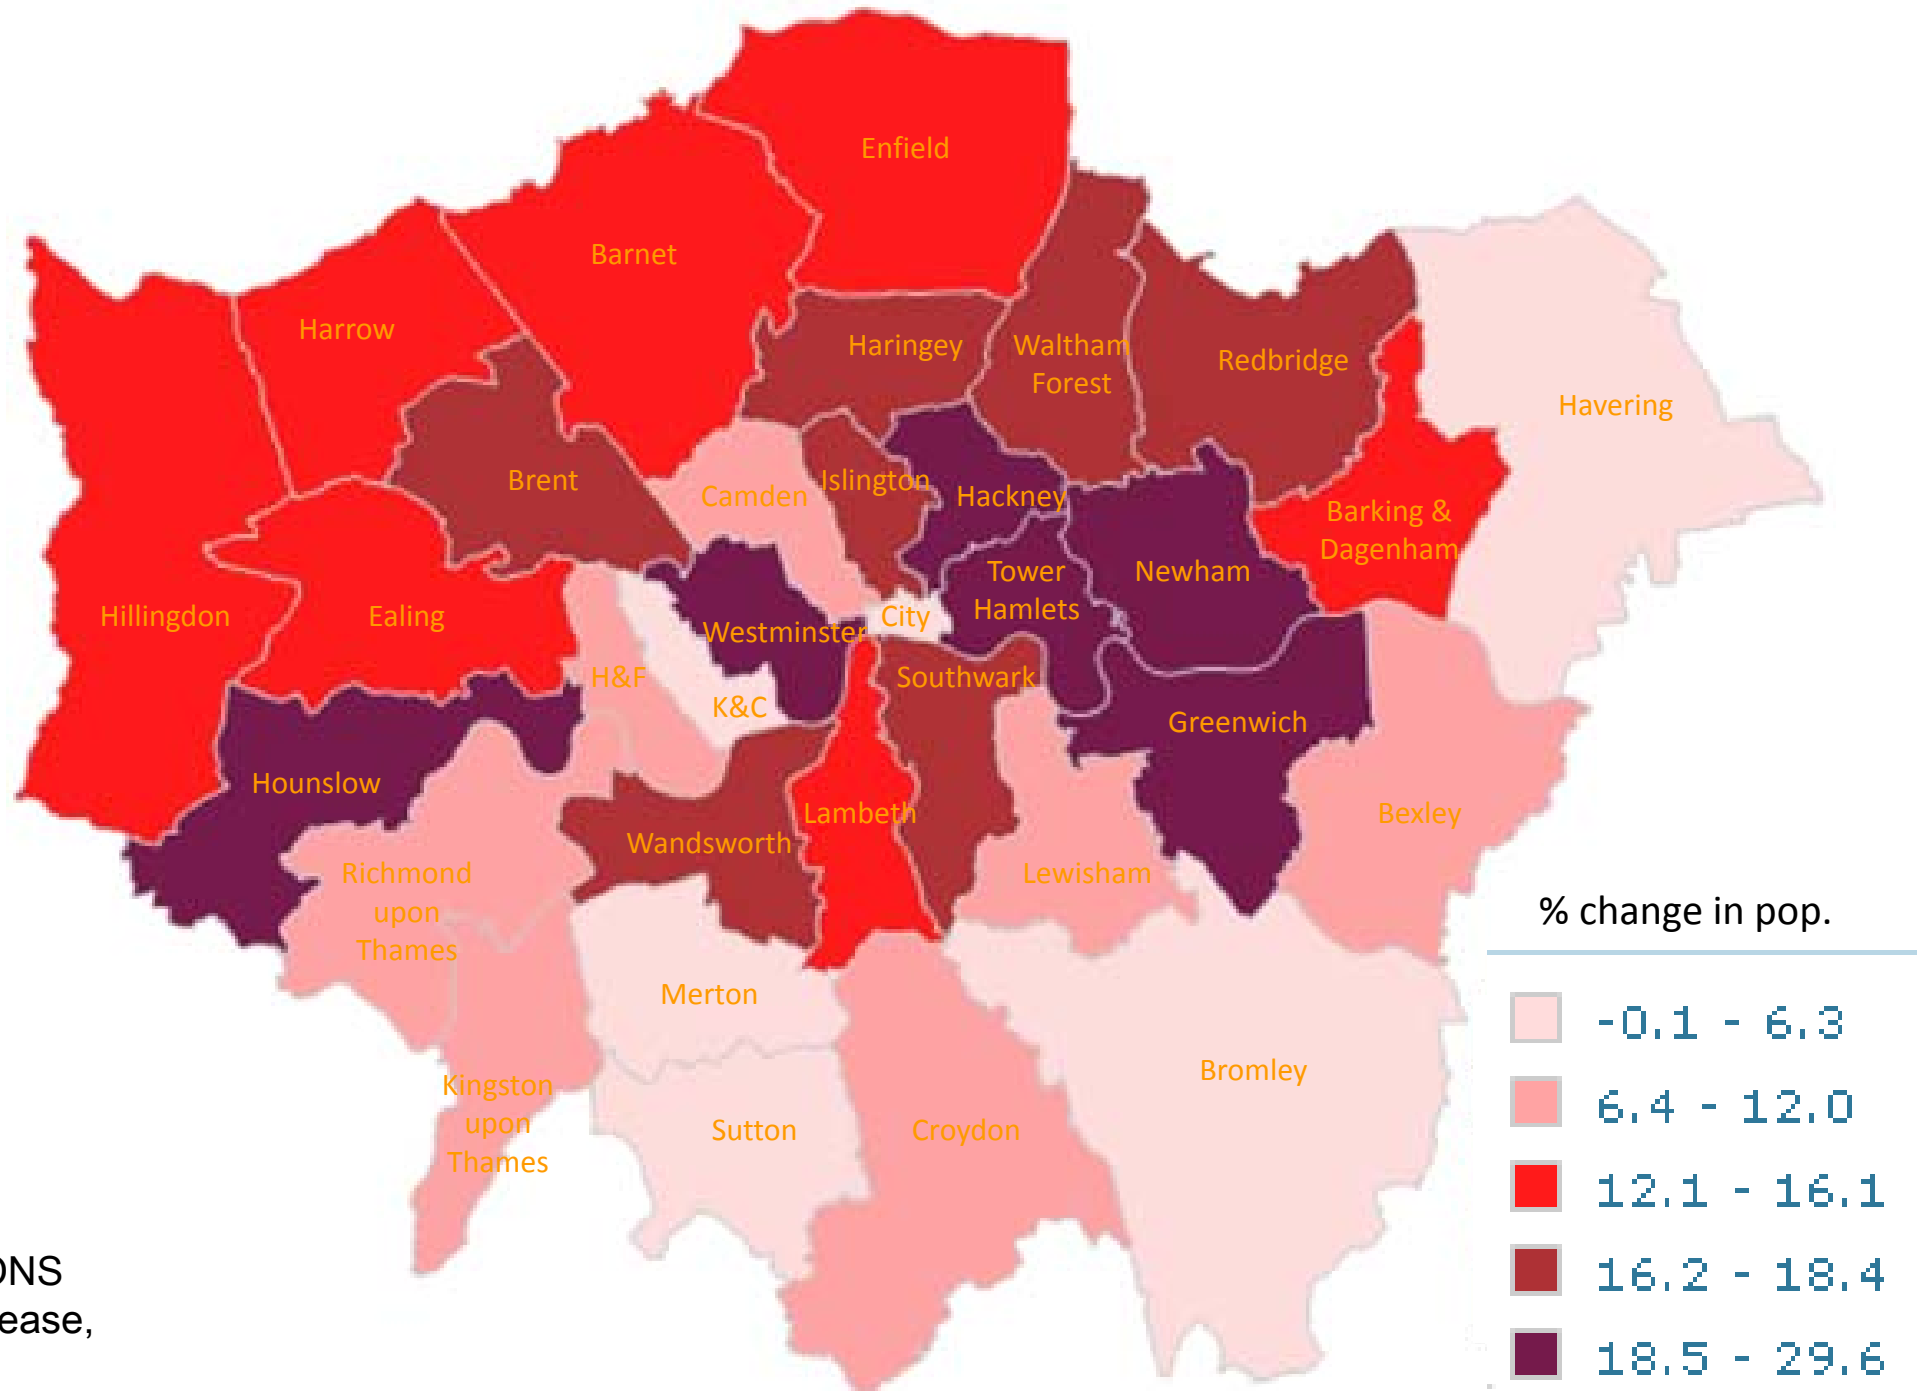 Enfield
Barnet
Harrow
Haringey
Waltham
Forest
Redbridge
Havering
Brent
Camden
Islington
Hackney
Barking &
Dagenham
Tower
Hamlets
Newham
Hillingdon
Ealing
Westminster
City
H&F
K&C
Southwark
Greenwich
Hounslow
Wandsworth
Lambeth
Lewisham
Bexley
Richmond
upon
Thames
Merton
Bromley
Kingston
upon
Thames
Sutton
Croydon
% change in pop.
-0.1 - 6.3
6.4 - 12.0
12.1 - 16.1
16.2 - 18.4
18.5 - 29.6
ONS
ease,